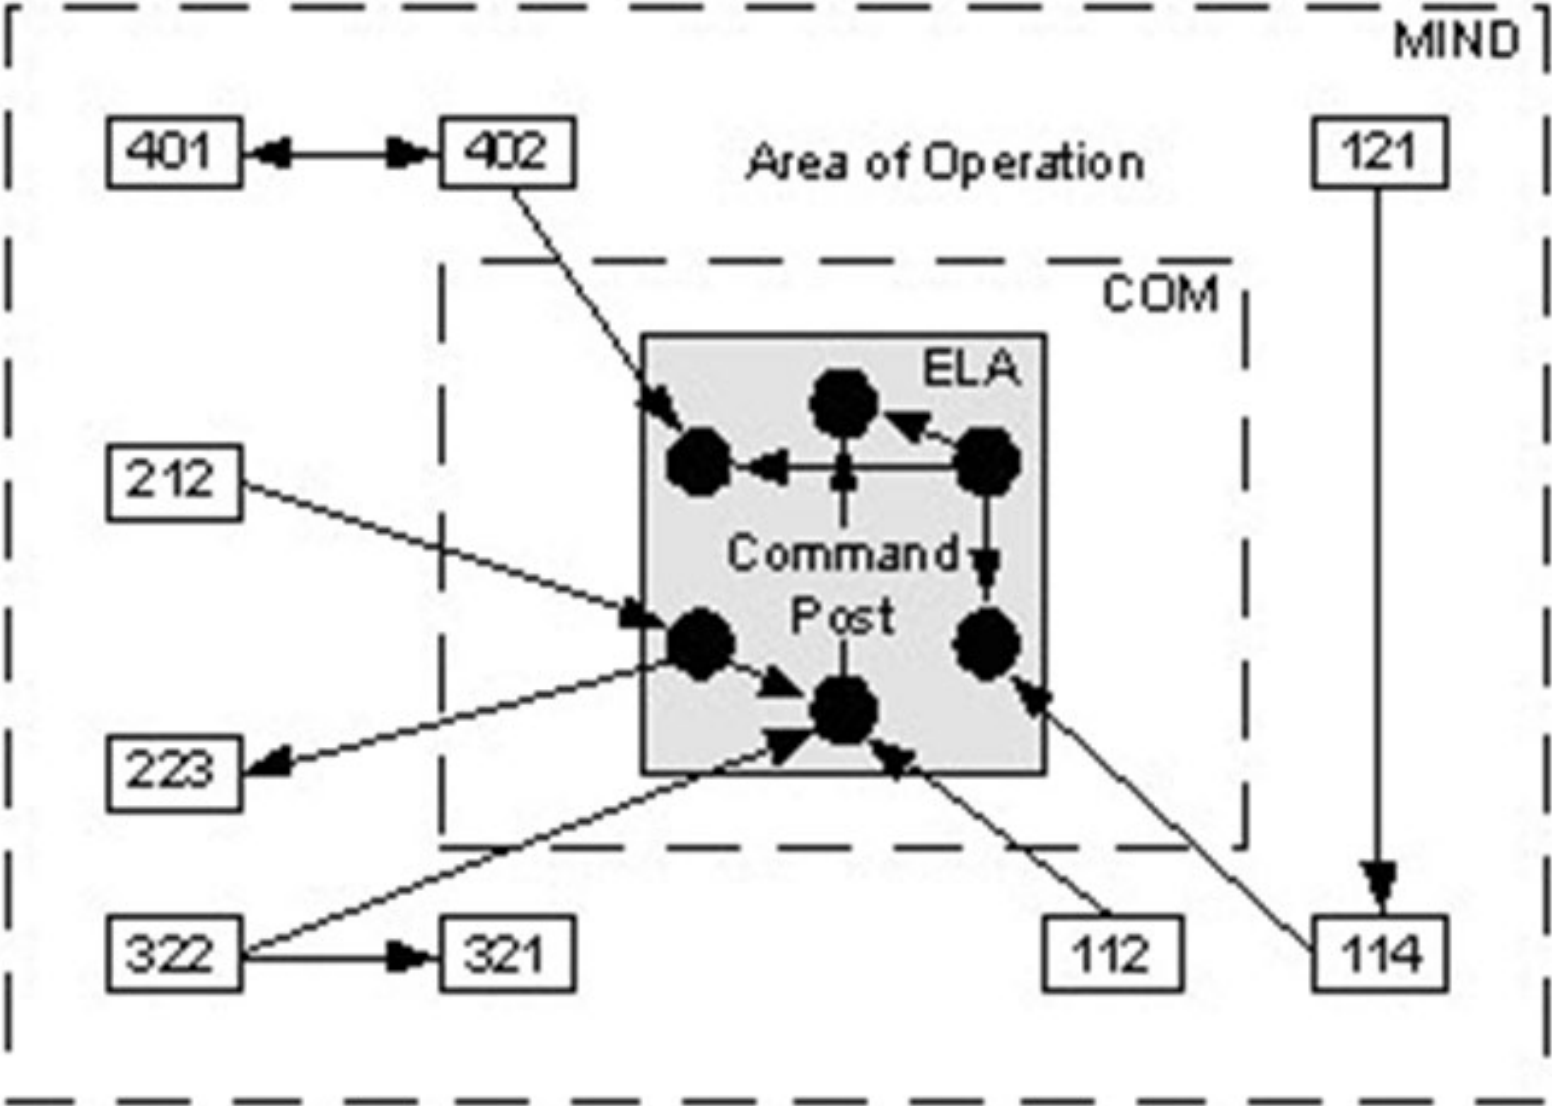 MIND
401
402
Area of Operation
121
COM
ELA
212
Command
Post
223
322
321
112
114